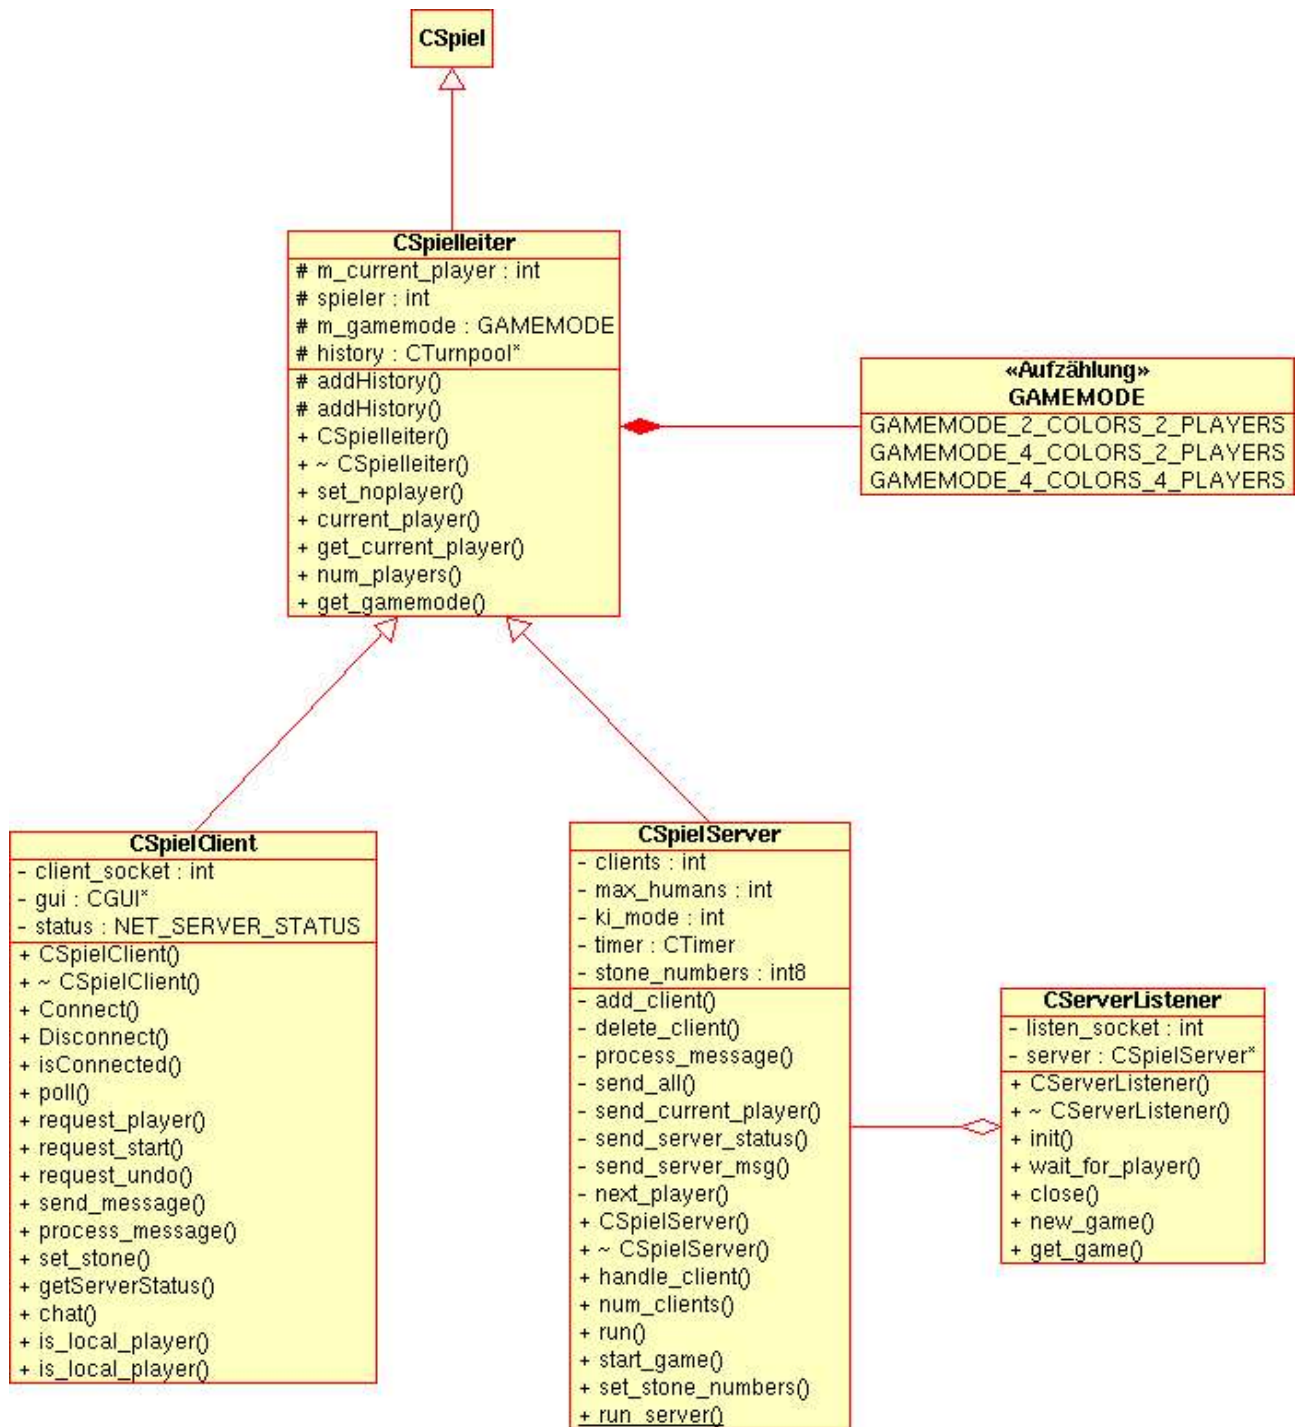 CSpiel
CSpielleiter
# m_current_player : int
# spieler : int
# m_gamemode : GAMEMODE
# history : CTurnpool*
# addHistory()
# addHistory()
+ CSpielleiter()
+ ~ CSpielleiter()
+ set_noplayer()
+ current_player()
+ get_current_player()
+ num_players()
+ get_gamemode()
«Aufzählung»
GAMEMODE
GAMEMODE_2_COLORS_2_PLAYERS
GAMEMODE_4_COLORS_2_PLAYERS
GAMEMODE_4_COLORS_4_PLAYERS
CSpielClient
- client_socket : int
- gui : CGUI*
- status : NET_SERVER_STATUS
+ CSpielClient()
+ ~ CSpielClient()
+ Connect()
+ Disconnect()
+ isConnected()
+ poll()
+ request_player()
+ request_start()
+ request_undo()
+ send_message()
+ process_message()
+ set_stone()
+ getServerStatus()
+ chat()
+ is_local_player()
+ is_local_player()
CSpielServer
- clients : int
- max_humans : int
- ki_mode : int
- timer : CTimer
- stone_numbers : int8
- add_client()
- delete_client()
- process_message()
- send_all()
- send_current_player()
- send_server_status()
- send_server_msg()
- next_player()
+ CSpielServer()
+ ~ CSpielServer()
+ handle_client()
+ num_clients()
+ run()
+ start_game()
+ set_stone_numbers()
+ run_server()
CServerListener
- listen_socket : int
- server : CSpielServer*
+ CServerListener()
+ ~ CServerListener()
+ init()
+ wait_for_player()
+ close()
+ new_game()
+ get_game()